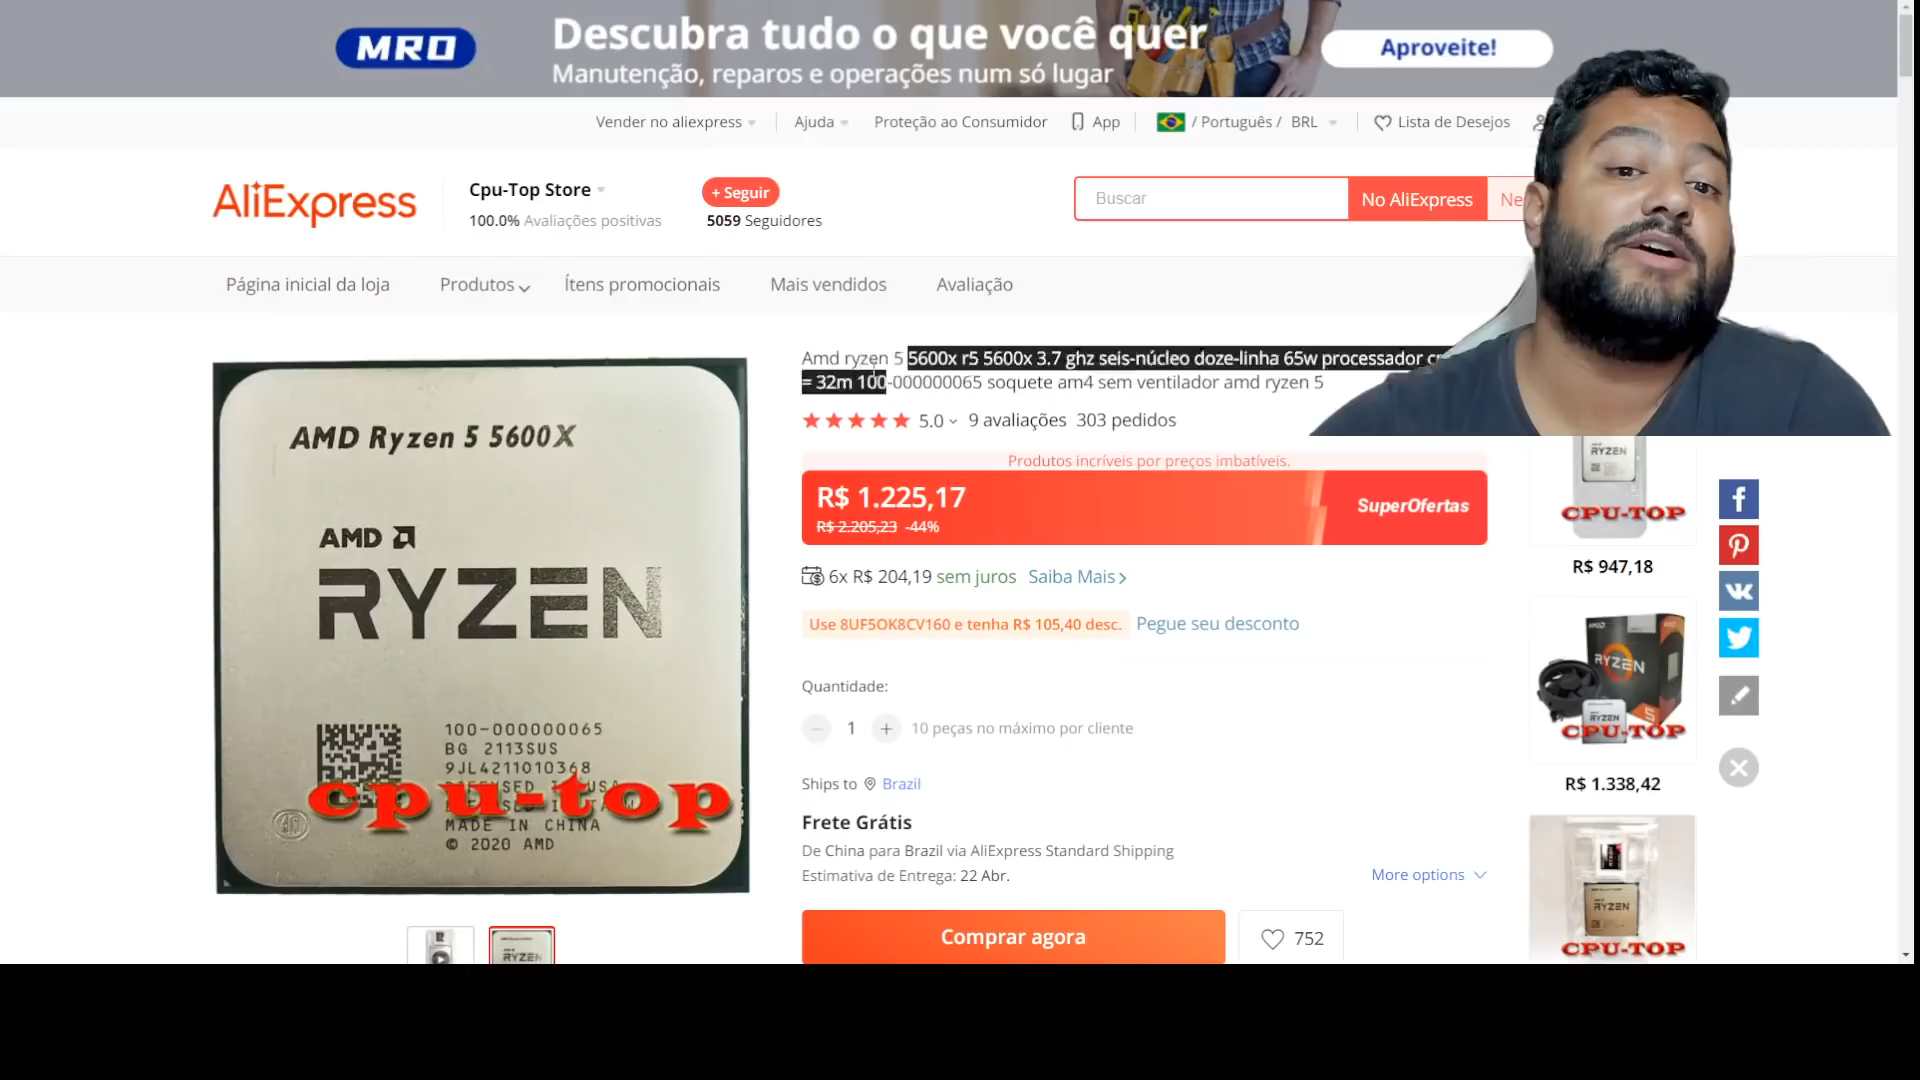 MRO
Descubra tudo o que você quer
Manutenção, reparos e operações num só lugar
Aproveite!
Vender no aliexpress
Ajuda
Proteção ao Consumidor
App
/ Português / BRL
Lista de Desejos
AliExpress
Cpu-Top Store
100.0% Avaliações positivas
+ Seguir
5059 Seguidores
Buscar
No AliExpress
Ne
Página inicial da loja
Produtos
Ítens promocionais
Mais vendidos
Avaliação
AMD Ryzen 5 5600X
AMD
RYZEN
100-000000065
BG 2113SUS
9JL4211010368
MADE IN CHINA
© 2020 AMD
cpu-top
RYZEN
Amd ryzen 5 5600x r5 5600x 3.7 ghz seis-núcleo doze-linha 65w processador
= 32m 100-000000065 soquete am4 sem ventilador amd ryzen 5
5.0 9 avaliações 303 pedidos
Produtos incríveis por preços imbatíveis.
R$ 1.225,17
R$ 2.205,23 -44%
SuperOfertas
6x R$ 204,19 sem juros Saiba Mais
Use 8UF5OK8CV160 e tenha R$ 105,40 desc. Pegue seu desconto
Quantidade:
1
10 peças no máximo por cliente
Ships to Brazil
Frete Grátis
De China para Brazil via AliExpress Standard Shipping
Estimativa de Entrega: 22 Abr.
More options
Comprar agora
752
RYZEN
CPU-TOP
R$ 947,18
RYZEN
RYZEN
CPU-TOP
R$ 1.338,42
RYZEN
CPU-TOP